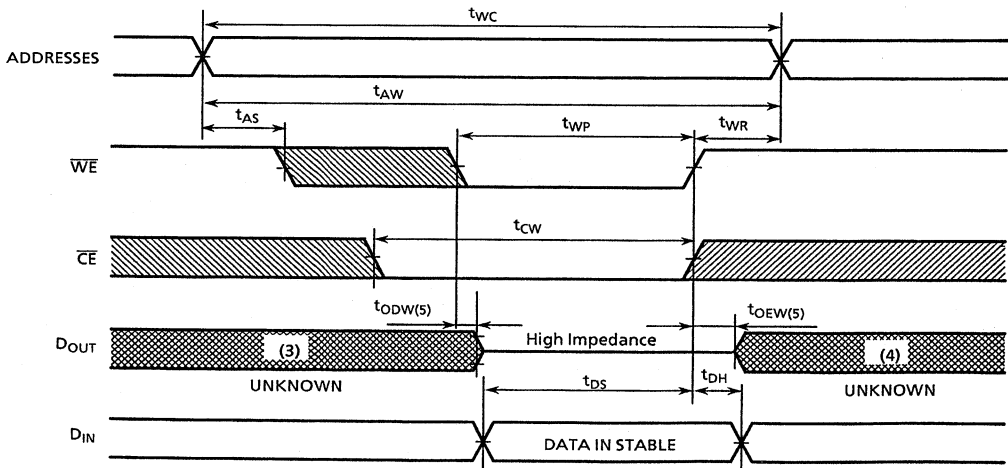 tWC
ADDRESSES
tAW
tAS
tWP
tWR
WE
tCW
CE
tODW(5)
tOEW(5)
DOUT
(3)
High Impedance
(4)
UNKNOWN
tDS
tDH
UNKNOWN
DIN
DATA IN STABLE